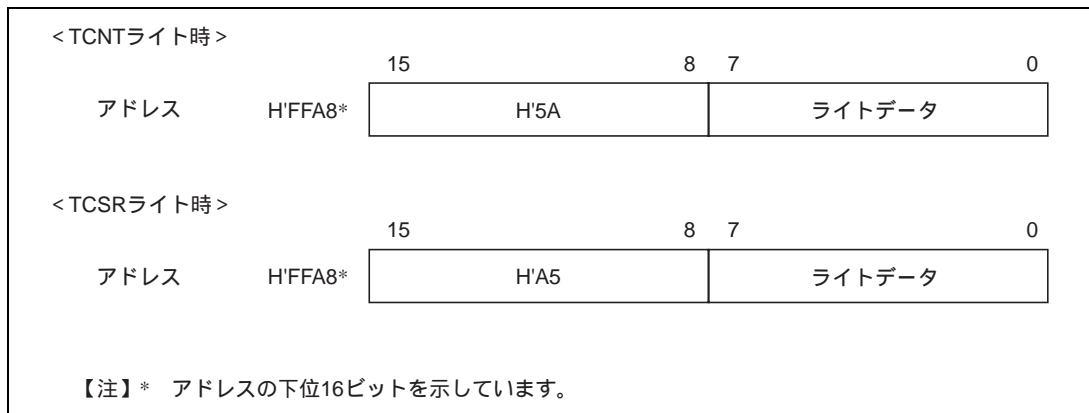 <TCNTライト時>
15 8 7 0
アドレス H'FFA8* H'5A ライトデータ
<TCSRライト時>
15 8 7 0
アドレス H'FFA8* H'A5 ライトデータ
【注】* アドレスの下位16ビットを示しています。